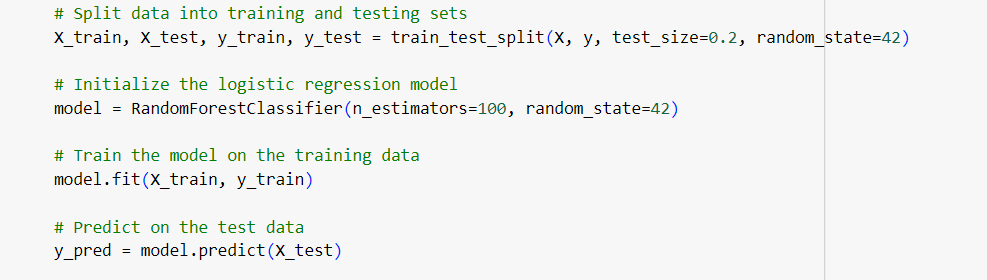 # Split data into training and testing sets
X_train, X_test, y_train, y_test = train_test_split(X, y, test_size=0.2, random_state=42)
# Initialize the logistic regression model
model = RandomForestClassifier(n_estimators=100, random_state=42)
# Train the model on the training data
model.fit(X_train, y_train)
# Predict on the test data
y_pred = model.predict(X_test)